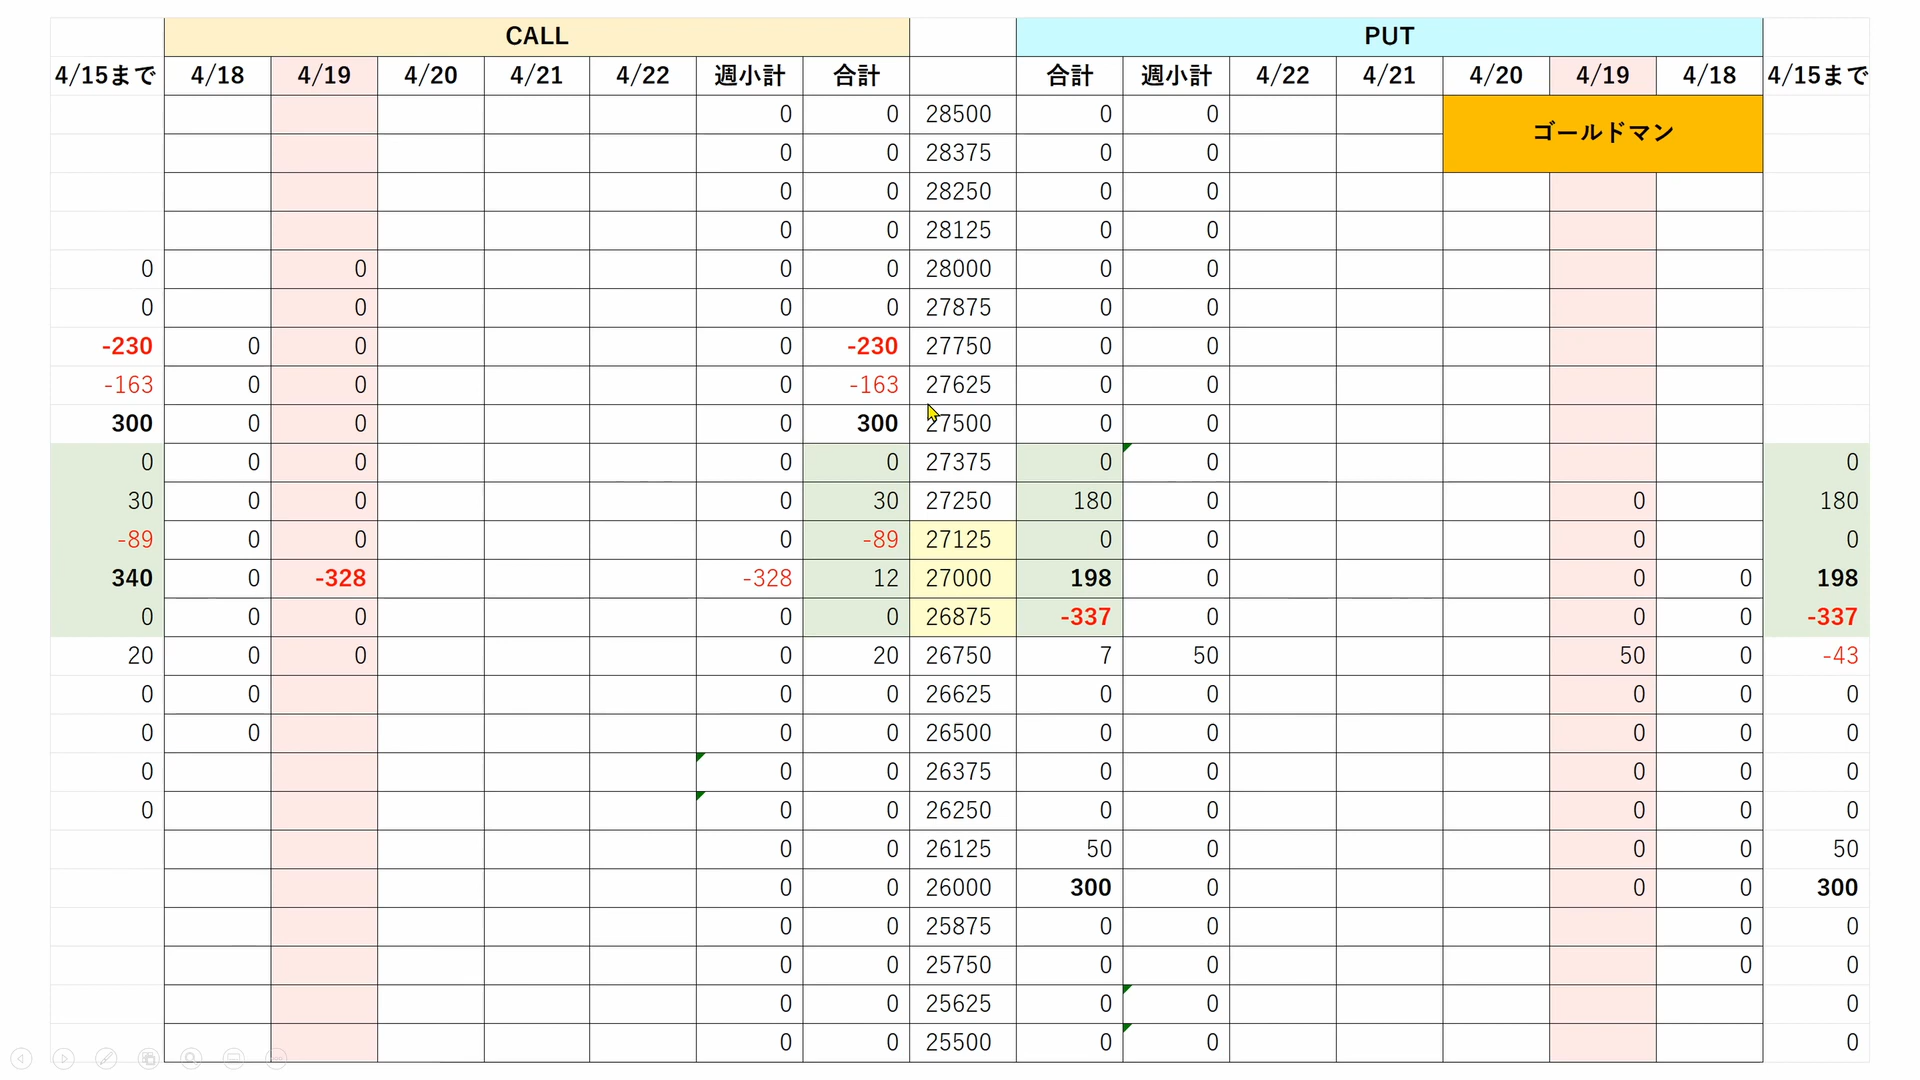 CALL PUT
4/15まで 4/18 4/19 4/20 4/21 4/22 週小計 合計 合計 週小計 4/22 4/21 4/20 4/19 4/18 4/15まで
0 0 28500 0 0 ゴールドマン
0 0 28375 0 0
0 0 28250 0 0
0 0 28125 0 0
0 0 0 0 28000 0 0
0 0 0 0 27875 0 0
-230 0 0 0 -230 27750 0 0
-163 0 0 0 -163 27625 0 0
300 0 0 0 300 27500 0 0
0 0 0 0 0 27375 0 0 0
30 0 0 0 30 27250 180 0 0 180
-89 0 0 0 -89 27125 0 0 0 0
340 0 -328 -328 12 27000 198 0 0 0 198
0 0 0 0 0 26875 -337 0 0 0 -337
20 0 0 0 20 26750 7 50 50 0 -43
0 0 0 0 26625 0 0 0 0 0
0 0 0 0 26500 0 0 0 0 0
0 0 0 26375 0 0 0 0 0
0 0 0 26250 0 0 0 0 0
0 0 26125 50 0 0 0 50
0 0 26000 300 0 0 0 300
0 0 25875 0 0 0 0
0 0 25750 0 0 0 0
0 0 25625 0 0 0
0 0 25500 0 0 0